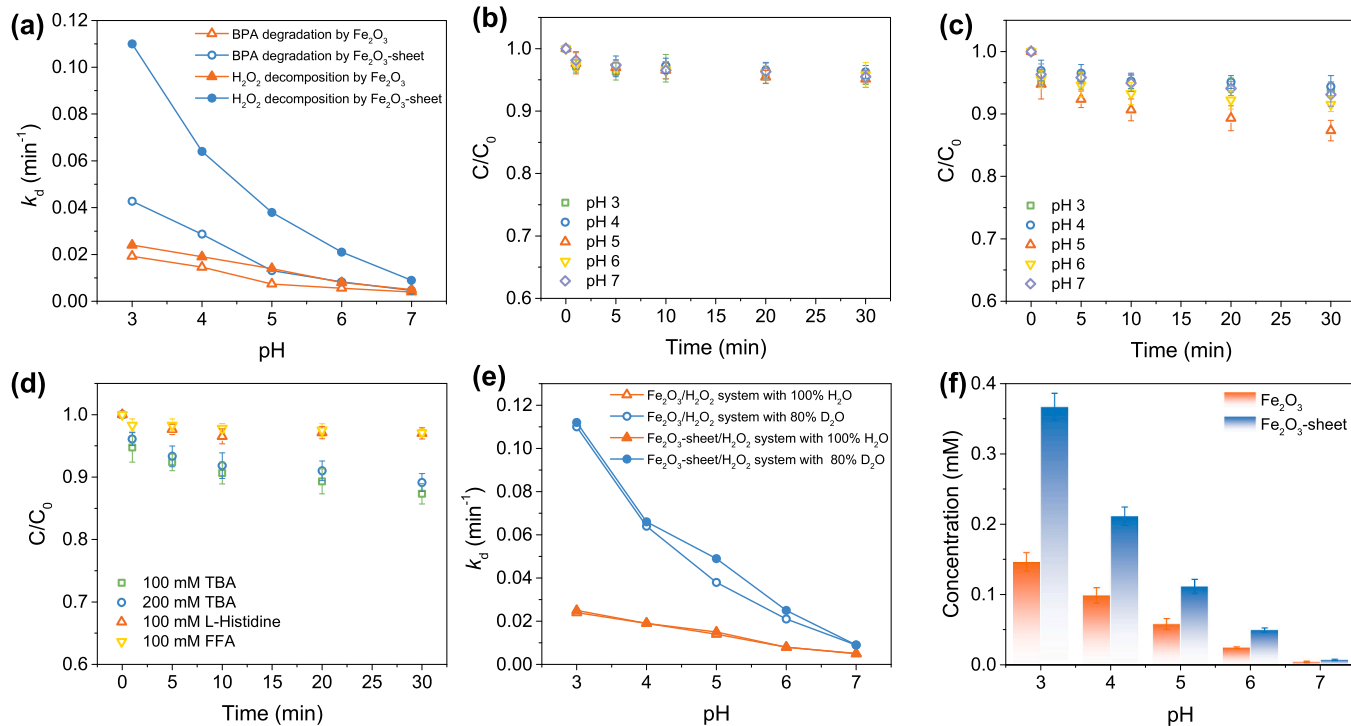 (a)
0.12
0.10
0.08
0.06
0.04
0.02
0.00
k_d (min⁻¹)
BPA degradation by Fe₂O₃
BPA degradation by Fe₂O₃-sheet
H₂O₂ decomposition by Fe₂O₃
H₂O₂ decomposition by Fe₂O₃-sheet
3 4 5 6 7
pH
(b)
1.0
0.9
0.8
0.7
0.6
C/C₀
pH 3
pH 4
pH 5
pH 6
pH 7
0 5 10 15 20 25 30
Time (min)
(c)
1.0
0.9
0.8
0.7
0.6
C/C₀
pH 3
pH 4
pH 5
pH 6
pH 7
0 5 10 15 20 25 30
Time (min)
(d)
1.0
0.9
0.8
0.7
0.6
C/C₀
100 mM TBA
200 mM TBA
100 mM L-Histidine
100 mM FFA
0 5 10 15 20 25 30
Time (min)
(e)
0.12
0.10
0.08
0.06
0.04
0.02
0.00
k_d (min⁻¹)
Fe₂O₃/H₂O₂ system with 100% H₂O
Fe₂O₃/H₂O₂ system with 80% D₂O
Fe₂O₃-sheet/H₂O₂ system with 100% H₂O
Fe₂O₃-sheet/H₂O₂ system with 80% D₂O
3 4 5 6 7
pH
(f)
0.4
0.3
0.2
0.1
0.0
Concentration (mM)
Fe₂O₃
Fe₂O₃-sheet
3 4 5 6 7
pH